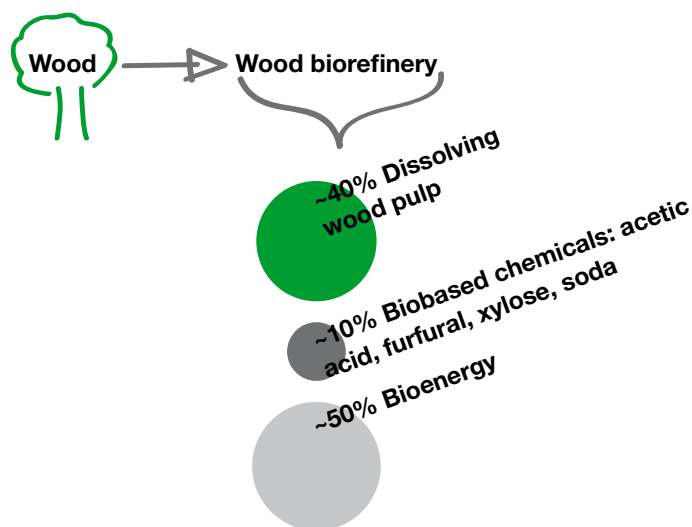 Wood
Wood biorefinery
~40% Dissolving
wood pulp
~10% Biobased chemicals: acetic
acid, furfural, xylose, soda
~50% Bioenergy